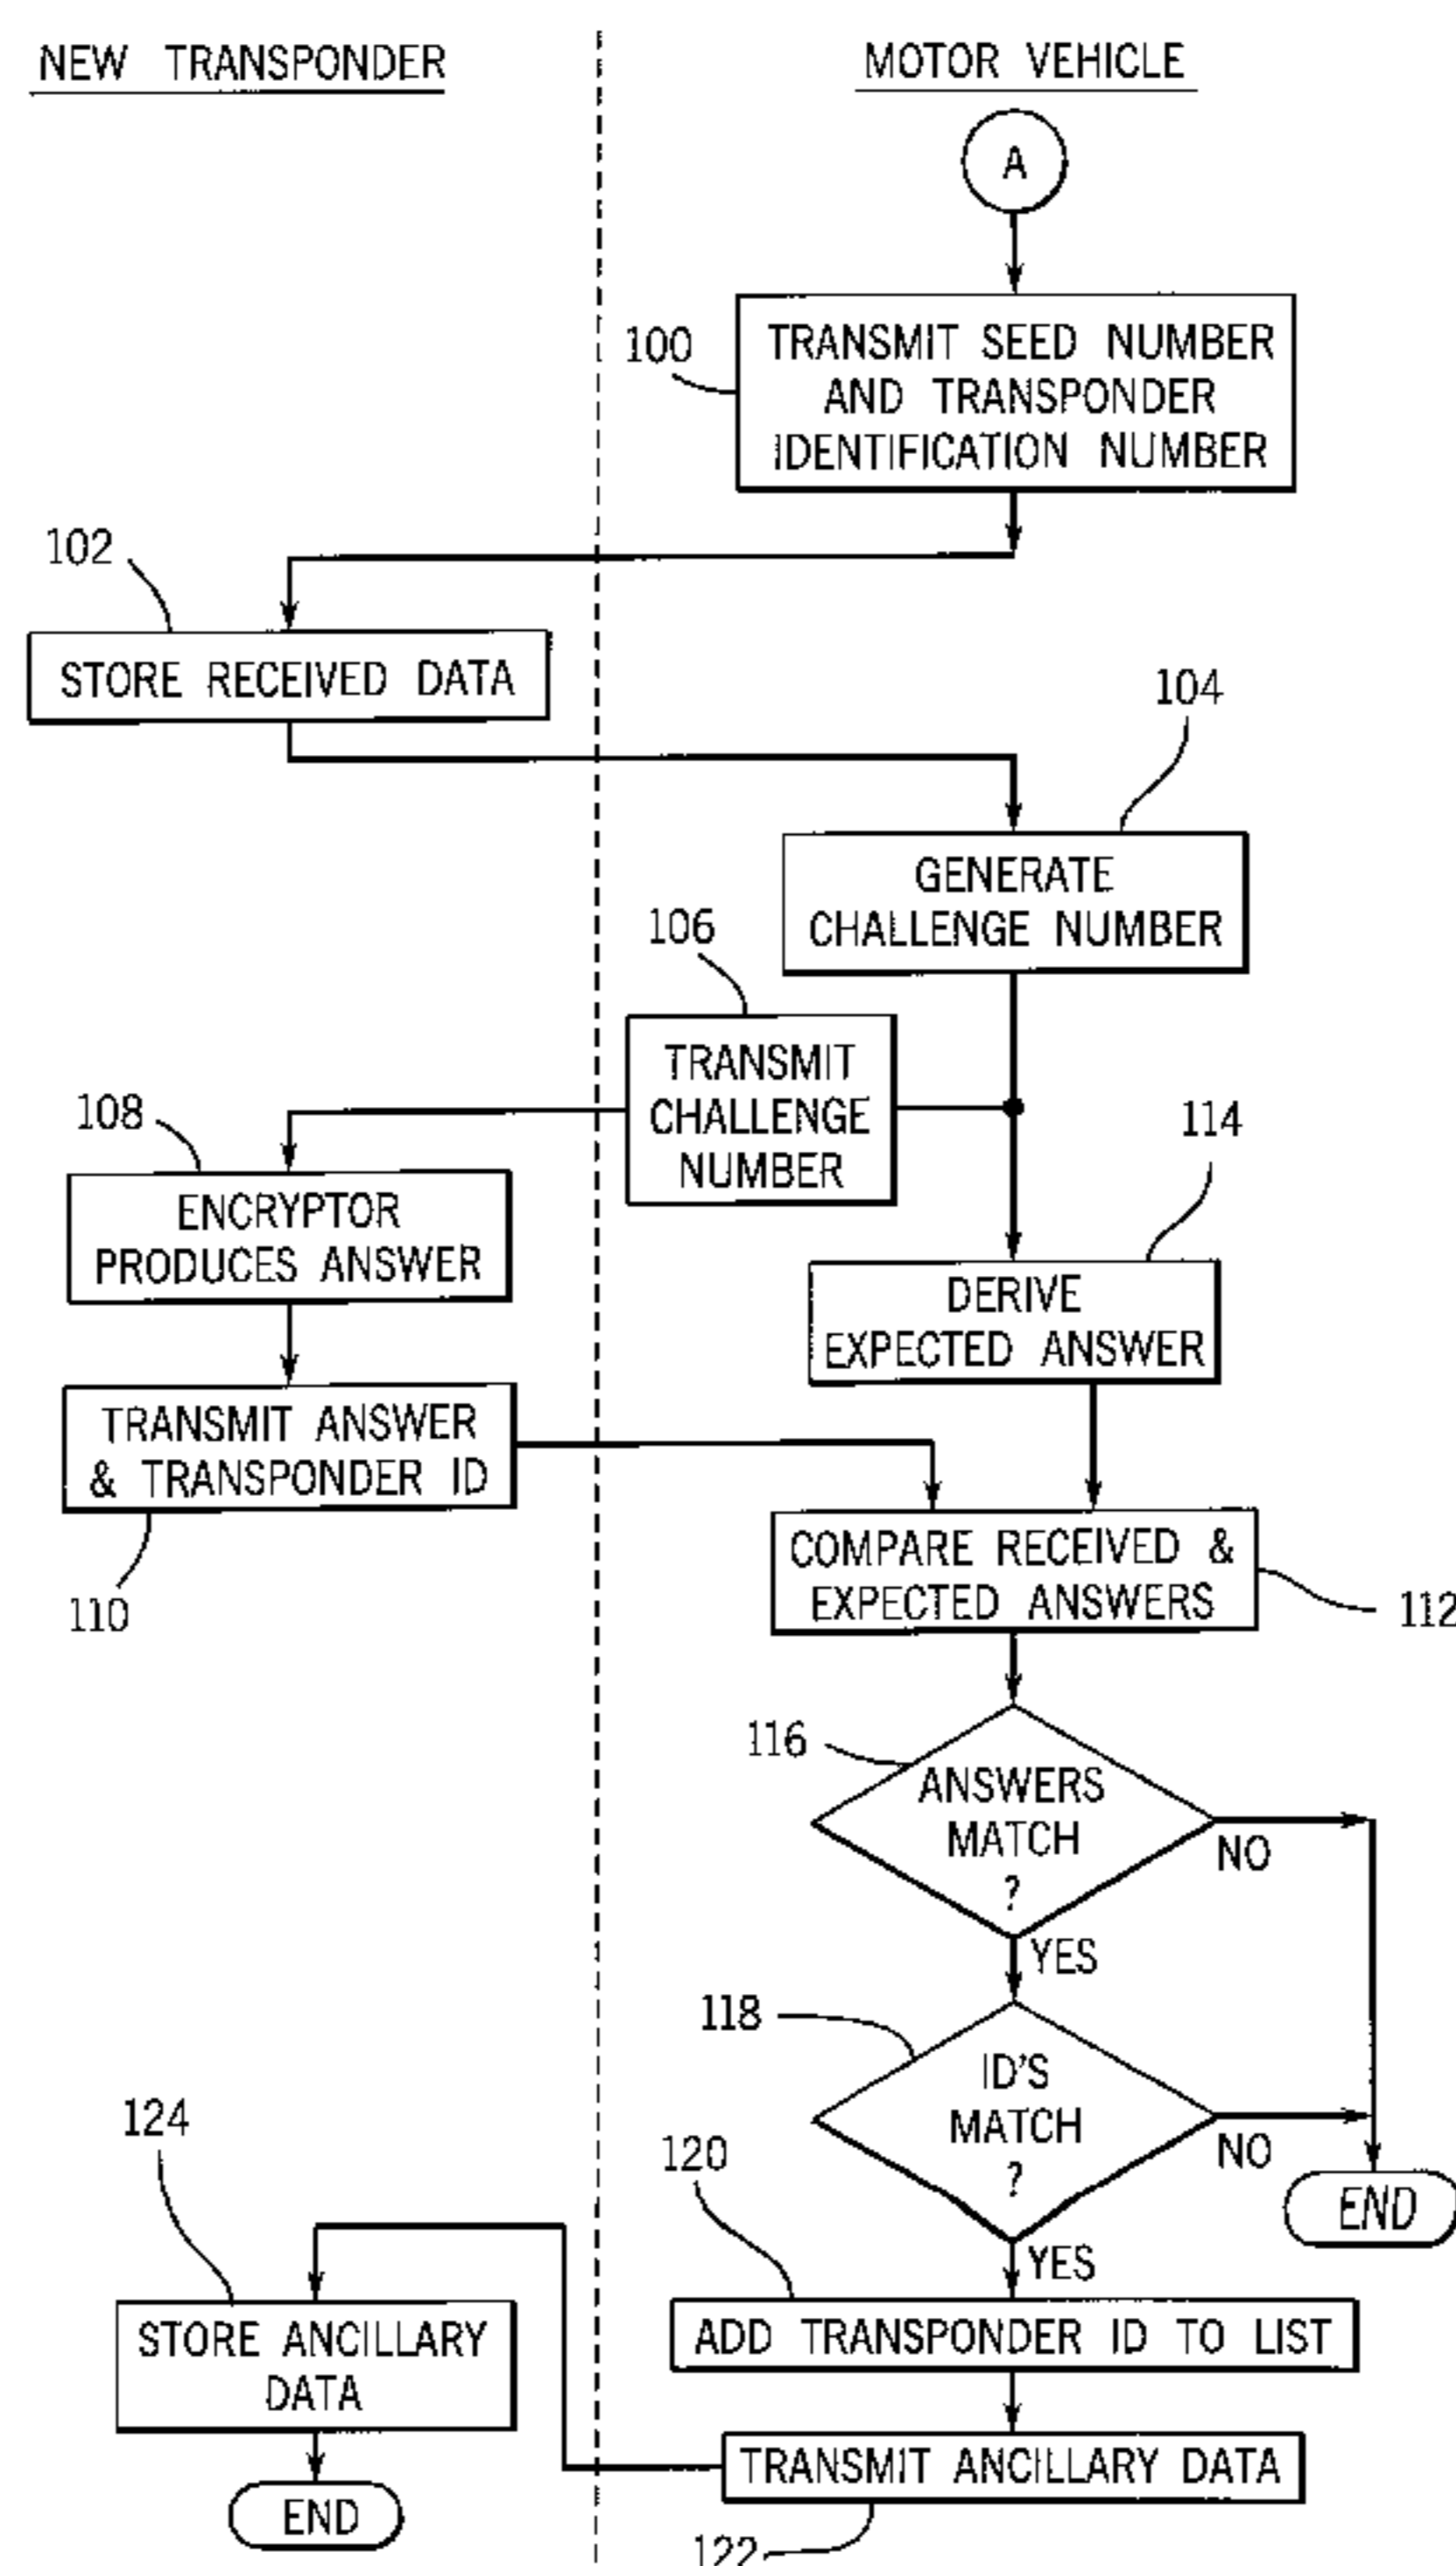 NEW TRANSPONDER
MOTOR VEHICLE
A
100
TRANSMIT SEED NUMBER
AND TRANSPONDER
IDENTIFICATION NUMBER
102
STORE RECEIVED DATA
104
GENERATE
CHALLENGE NUMBER
106
TRANSMIT
CHALLENGE
NUMBER
108
ENCRYPTOR
PRODUCES ANSWER
114
DERIVE
EXPECTED ANSWER
TRANSMIT ANSWER
& TRANSPONDER ID
110
COMPARE RECEIVED &
EXPECTED ANSWERS
112
116
ANSWERS
MATCH
?
NO
YES
118
ID'S
MATCH
?
NO
YES
END
120
ADD TRANSPONDER ID TO LIST
124
STORE ANCILLARY
DATA
END
TRANSMIT ANCILLARY DATA
122